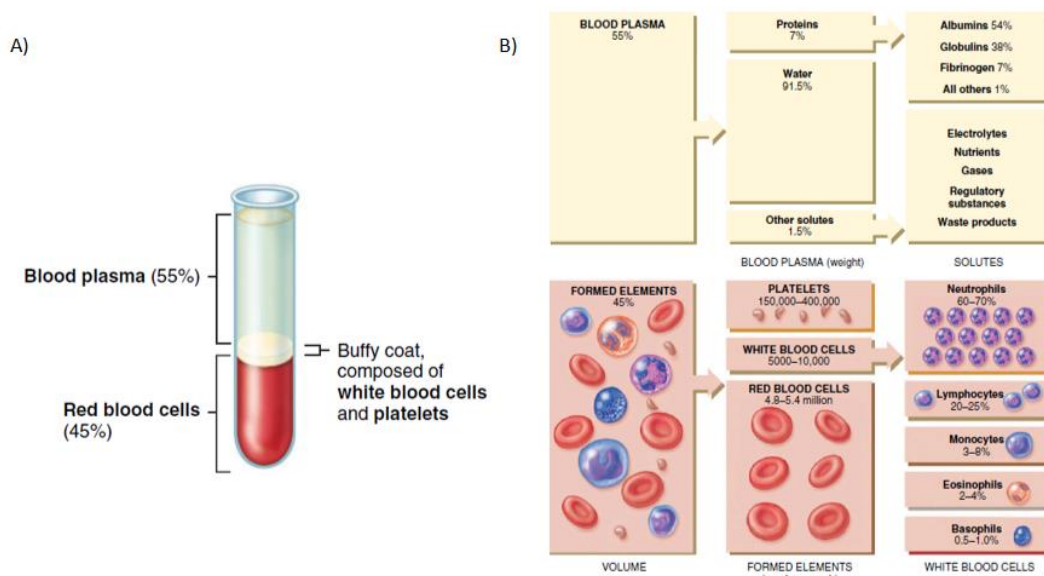 A)
Blood plasma (55%)
Red blood cells
(45%)
Buffy coat,
composed of
white blood cells
and platelets
B)
BLOOD PLASMA
55%
Proteins
7%
Water
91.5%
Other solutes
1.5%
BLOOD PLASMA (weight)
Albumins 54%
Globulins 38%
Fibrinogen 7%
All others 1%
Electrolytes
Nutrients
Gases
Regulatory
substances
Waste products
SOLUTES
FORMED ELEMENTS
45%
VOLUME
PLATELETS
150,000–400,000
WHITE BLOOD CELLS
5000–10,000
RED BLOOD CELLS
4.8–5.4 million
FORMED ELEMENTS
Neutrophils
60–70%
Lymphocytes
20–25%
Monocytes
3–8%
Eosinophils
2–4%
Basophils
0.5–1.0%
WHITE BLOOD CELLS